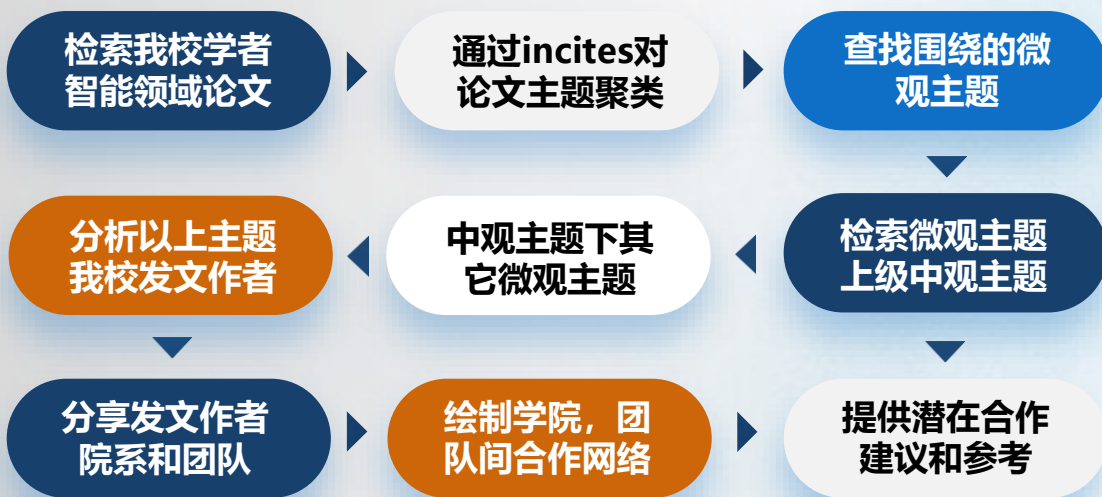 检索我校学者
智能领域论文
通过incites对
论文主题聚类
查找围绕的微
观主题
检索微观主题
上级中观主题
中观主题下其
它微观主题
分析以上主题
我校发文作者
分享发文作者
院系和团队
绘制学院，团
队间合作网络
提供潜在合作
建议和参考